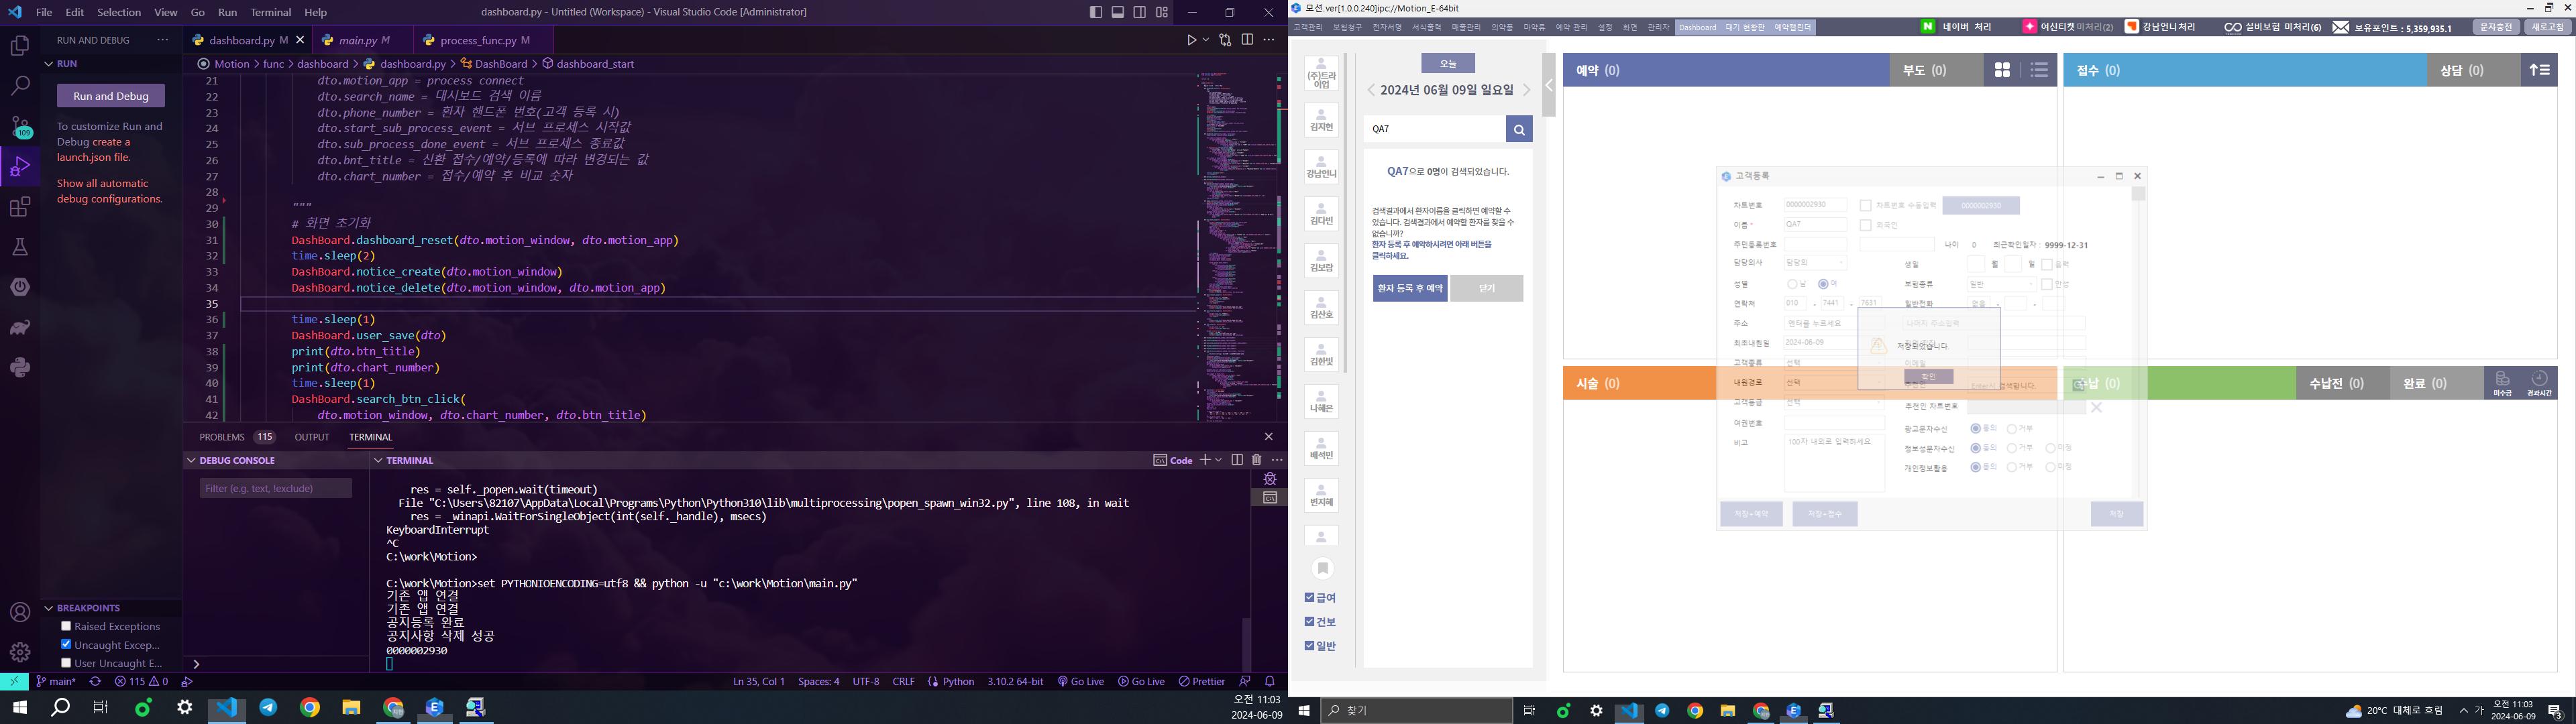 File Edit Selection View Go Run Terminal Help
dashboard.py - Untitled (Workspace) - Visual Studio Code [Administrator]
RUN AND DEBUG
RUN
Run and Debug
To customize Run and
Debug create a
launch.json file.
Show all automatic
debug configurations.
109
dashboard.py M
main.py M
process_func.py M
Motion > func > dashboard > dashboard.py > DashBoard > dashboard_start
21 dto.motion_app = process connect
22 dto.search_name = 대시보드 검색 이름
23 dto.phone_number = 환자 핸드폰 번호(고객 등록 시)
24 dto.start_sub_process_event = 서브 프로세스 시작값
25 dto.sub_process_done_event = 서브 프로세스 종료값
26 dto.bnt_title = 신환 접수/예약/등록에 따라 변경되는 값
27 dto.chart_number = 접수/예약 후 비교 숫자
28
29 """
30 # 화면 초기화
31 DashBoard.dashboard_reset(dto.motion_window, dto.motion_app)
32 time.sleep(2)
33 DashBoard.notice_create(dto.motion_window)
34 DashBoard.notice_delete(dto.motion_window, dto.motion_app)
35
36 time.sleep(1)
37 DashBoard.user_save(dto)
38 print(dto.btn_title)
39 print(dto.chart_number)
40 time.sleep(1)
41 DashBoard.search_btn_click(
42 dto.motion_window, dto.chart_number, dto.btn_title)
PROBLEMS 115 OUTPUT TERMINAL
DEBUG CONSOLE
Filter (e.g. text, !exclude)
TERMINAL
Code
res = self._popen.wait(timeout)
File "C:\Users\82107\AppData\Local\Programs\Python\Python310\lib\multiprocessing\popen_spawn_win32.py", line 108, in wait
res = _winapi.WaitForSingleObject(int(self._handle), msecs)
KeyboardInterrupt
^C
C:\work\Motion>
C:\work\Motion>set PYTHONIOENCODING=utf8 && python -u "c:\work\Motion\main.py"
기존 앱 연결
기존 앱 연결
공지등록 완료
공지사항 삭제 성공
0000002930
BREAKPOINTS
Raised Exceptions
Uncaught Excep...
User Uncaught E...
main* 115 0
Ln 35, Col 1 Spaces: 4 UTF-8 CRLF Python 3.10.2 64-bit Go Live Go Live Prettier
오전 11:03
2024-06-09
모션.ver[1.0.0.240]ipc://Motion_E-64bit
고객관리 보험청구 전자서명 서식출력 매출관리 의약품 마약류 예약 관리 설정 화면 관리자 Dashboard 대기 현황판 예약캘린더
네이버 처리
여신티켓미처리(2)
강남언니처리
실비보험 미처리(6)
보유포인트 : 5,359,935.1
문자충전
새로고침
(주)트라
이업
김지현
강남언니
김다빈
김보람
김산호
김한빛
나혜은
배석민
빈지혜
급여
건보
일반
오늘
2024년 06월 09일 일요일
QA7
QA7으로 0명이 검색되었습니다.
검색결과에서 환자이름을 클릭하면 예약할 수
있습니다. 검색결과에서 예약할 환자를 찾을 수
없습니까?
환자 등록 후 예약하시려면 아래 버튼을
클릭하세요.
환자 등록 후 예약
닫기
예약 (0)
부도 (0)
접수 (0)
상담 (0)
시술 (0)
수납 (0)
수납전 (0)
완료 (0)
미수금
경과시간
고객등록
차트번호 0000002930 차트번호 수동입력 0000002930
이름* QA7 외국인
주민등록번호 나이 0 최근확인일자 : 9999-12-31
담당의사 담당의 생일 월 일 음력
성별 남 여 보험종류 일반
연락처 010 - 7441 - 7631 일반전화 없음 - -
주소 엔터를 누르세요 나머지 주소입력
최초내원일 2024-06-09
고객종류 선택 이메일
내원경로 선택
고객등급 선택 추천인 차트번호
여권번호
비고 100자 내외로 입력하세요.
광고문자수신 동의 거부
정보성문자수신 동의 거부 미정
개인정보활용 동의 거부 미정
저장되었습니다.
확인
저장+예약
저장+접수
저장
찾기
20°C 대체로 흐림
가
오전 11:03
2024-06-09